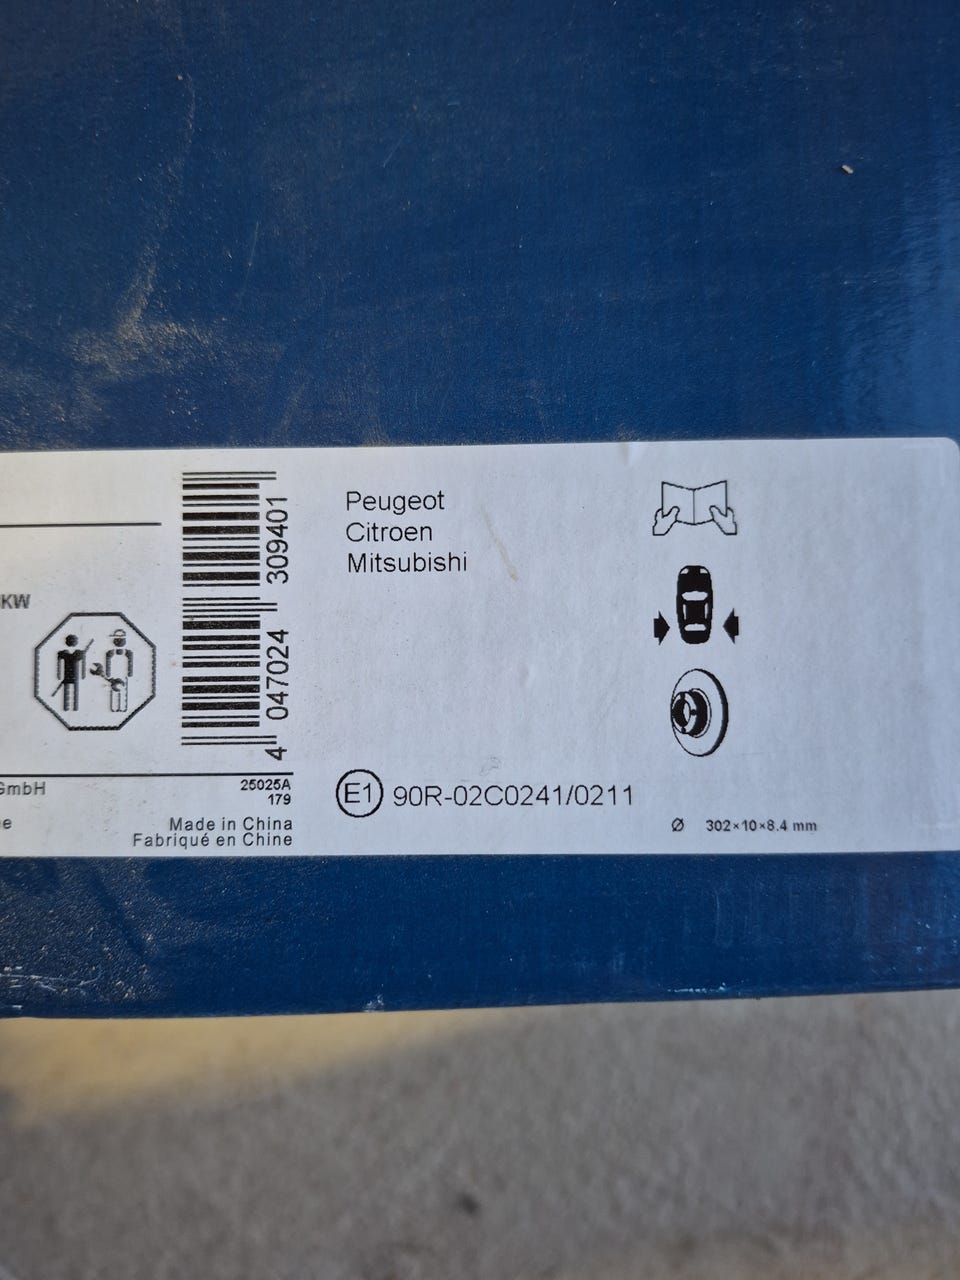 KW
GmbH
25025A
179
Made in China
Fabriqué en Chine
4 047024 309401
Peugeot
Citroen
Mitsubishi
E1 90R-02C0241/0211
Ø 302×10×8.4 mm